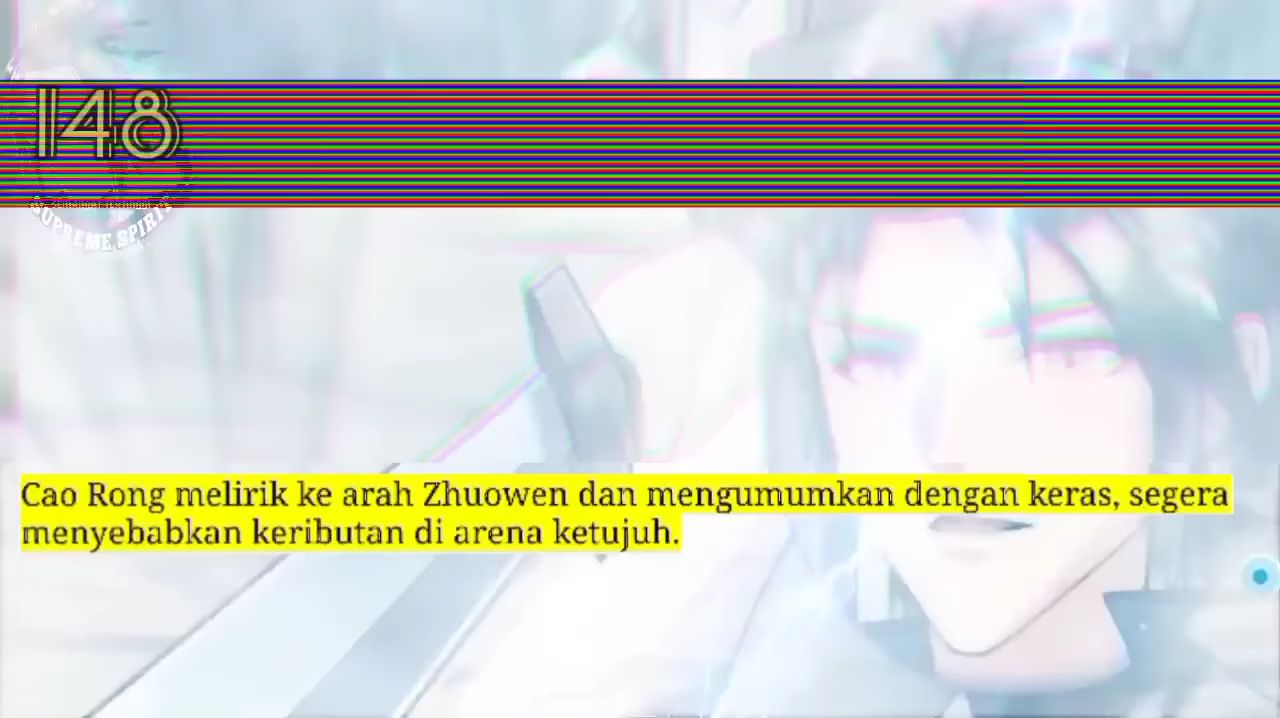 148
SUPREME SPIRIT
Cao Rong melirik ke arah Zhuowen dan mengumumkan dengan keras, segera
menyebabkan keributan di arena ketujuh.